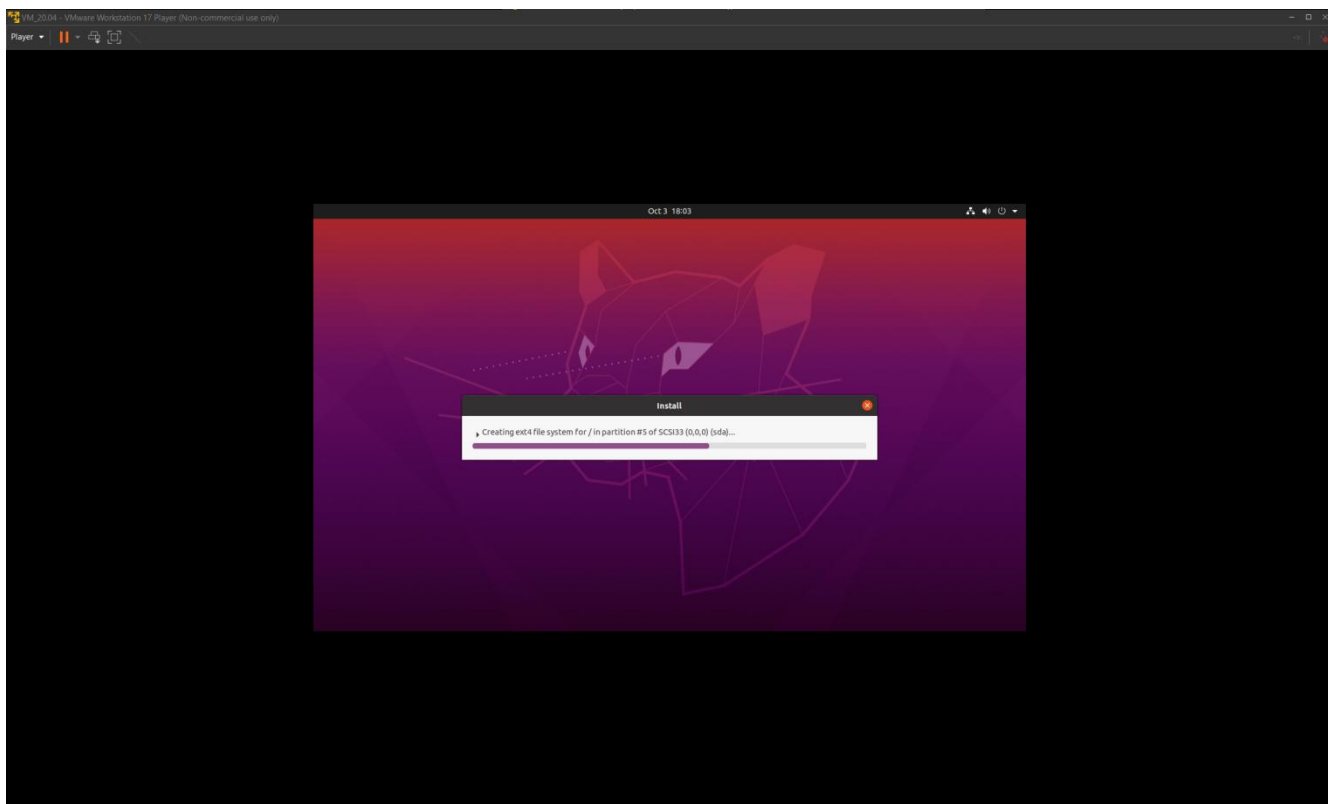 VM_20.04 - VMware Workstation 17 Player (Non-commercial use only)
Player
Oct 3 18:03
Install
Creating ext4 file system for / in partition #5 of SCSI33 (0,0,0) (sda)...